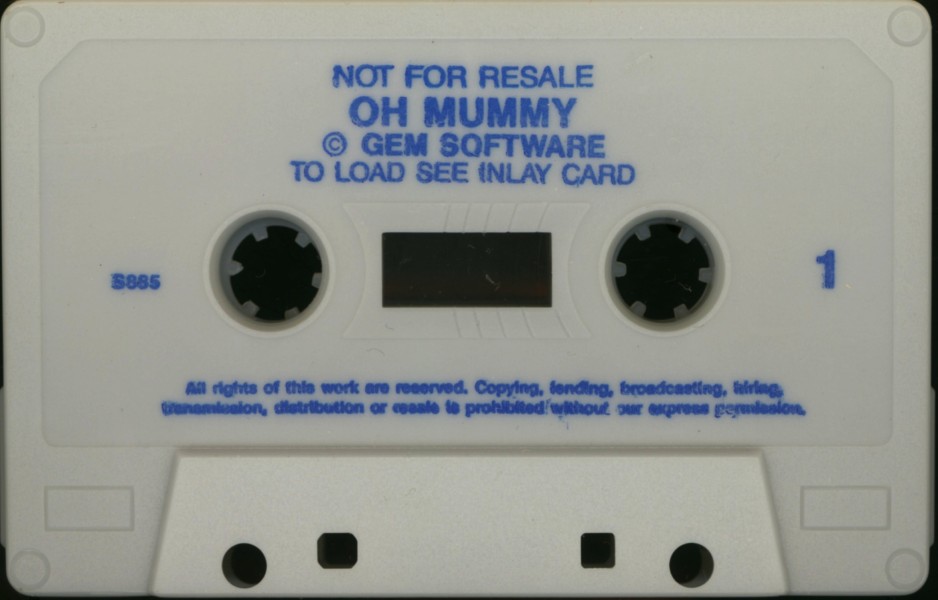 NOT FOR RESALE
OH MUMMY
© GEM SOFTWARE
TO LOAD SEE INLAY CARD
S885
1
All rights of this work are reserved. Copying, lending, broadcasting, hiring,
transmission, distribution or resale is prohibited without our express permission.